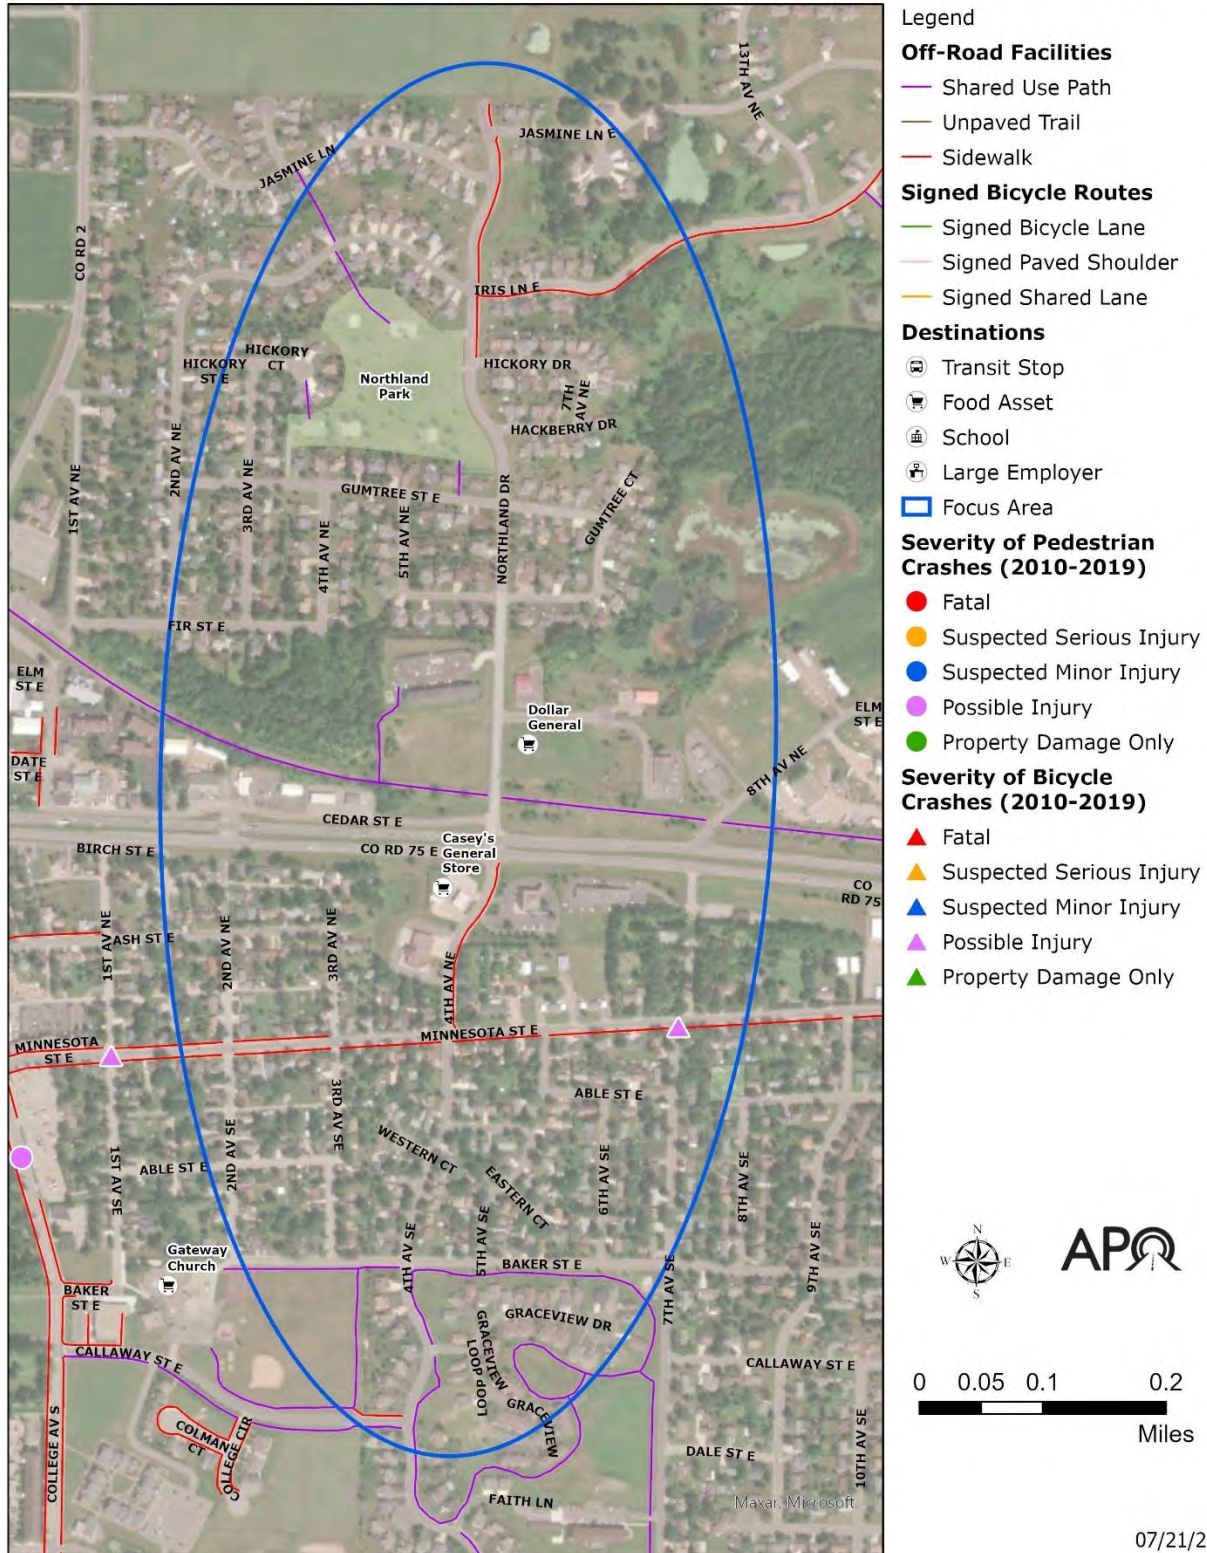 Legend
Off-Road Facilities
Shared Use Path
Unpaved Trail
Sidewalk
Signed Bicycle Routes
Signed Bicycle Lane
Signed Paved Shoulder
Signed Shared Lane
Destinations
Transit Stop
Food Asset
School
Large Employer
Focus Area
Severity of Pedestrian
Crashes (2010-2019)
Fatal
Suspected Serious Injury
Suspected Minor Injury
Possible Injury
Property Damage Only
Severity of Bicycle
Crashes (2010-2019)
Fatal
Suspected Serious Injury
Suspected Minor Injury
Possible Injury
Property Damage Only
N
W E
S
APO
0 0.05 0.1 0.2
Miles
07/21/2
13TH AV NE
JASMINE LN E
JASMINE LN
CO RD 2
IRIS LN E
HICKORY
ST E
HICKORY
CT
HICKORY DR
Northland
Park
7TH
AV NE
HACKBERRY DR
1ST AV NE
2ND AV NE
3RD AV NE
4TH AV NE
5TH AV NE
GUMTREE ST E
NORTHLAND DR
GUMTREE CT
FIR ST E
ELM
ST E
DATE
ST E
Dollar
General
ELM
ST E
8TH AV NE
CEDAR ST E
BIRCH ST E
CO RD 75 E
Casey's
General
Store
CO
RD 75
1ST AV NE
ASH ST E
2ND AV NE
3RD AV NE
4TH AV NE
MINNESOTA
ST E
MINNESOTA ST E
ABLE ST E
3RD AV SE
WESTERN CT
EASTERN CT
1ST AV SE
ABLE ST E
2ND AV SE
6TH AV SE
8TH AV SE
Gateway
Church
BAKER
ST E
4TH AV SE
5TH AV SE
BAKER ST E
7TH AV SE
9TH AV SE
GRACEVIEW DR
GRACEVIEW
LOOP
CALLAWAY ST E
CALLAWAY ST E
COLLEGE AV S
COLMAN
CT
COLLEGE CIR
GRACEVIEW
LOOP
DALE ST E
10TH AV SE
FAITH LN
Maxar, Microsoft